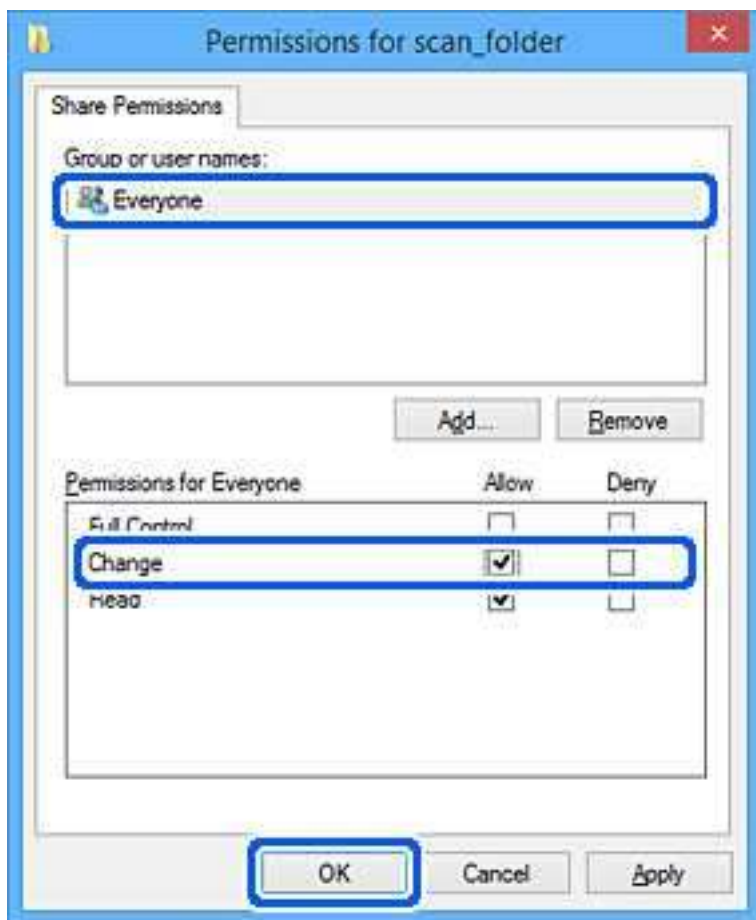 Permissions for scan_folder
Share Permissions
Group or user names:
Everyone
Add... Remove
Permissions for Everyone Allow Deny
Full Control
Change
Read
OK Cancel Apply